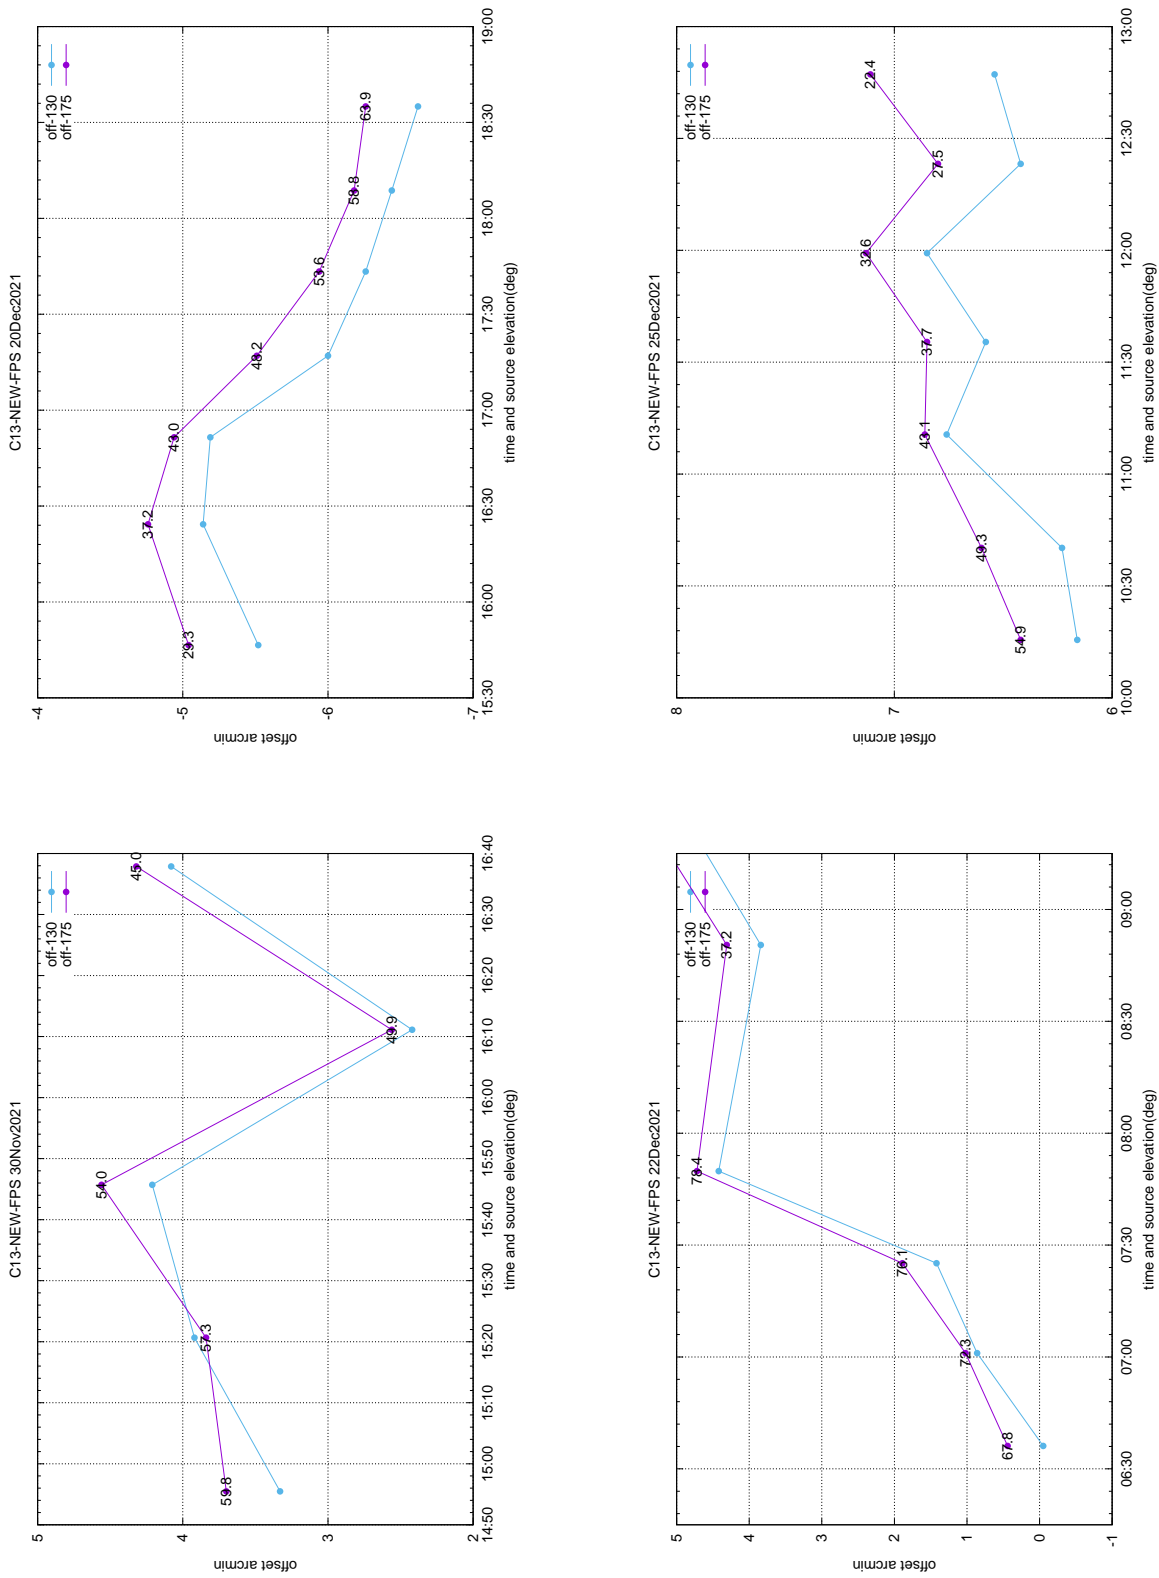 C13-NEW-FPS 30Nov2021
off-130
off-175
5
4
3
2
offset arcmin
59.8
57.3
54.0
49.9
45.0
14:50 15:00 15:10 15:20 15:30 15:40 15:50 16:00 16:10 16:20 16:30 16:40
time and source elevation(deg)
C13-NEW-FPS 20Dec2021
off-130
off-175
-4
-5
-6
-7
offset arcmin
29.3
37.2
43.0
48.2
53.6
58.8
63.9
15:30 16:00 16:30 17:00 17:30 18:00 18:30 19:00
time and source elevation(deg)
C13-NEW-FPS 22Dec2021
off-130
off-175
5
4
3
2
1
0
-1
offset arcmin
67.8
72.3
76.1
78.4
37.2
06:30 07:00 07:30 08:00 08:30 09:00
time and source elevation(deg)
C13-NEW-FPS 25Dec2021
off-130
off-175
8
7
6
offset arcmin
54.9
49.3
43.1
37.7
32.6
27.5
22.4
10:00 10:30 11:00 11:30 12:00 12:30 13:00
time and source elevation(deg)